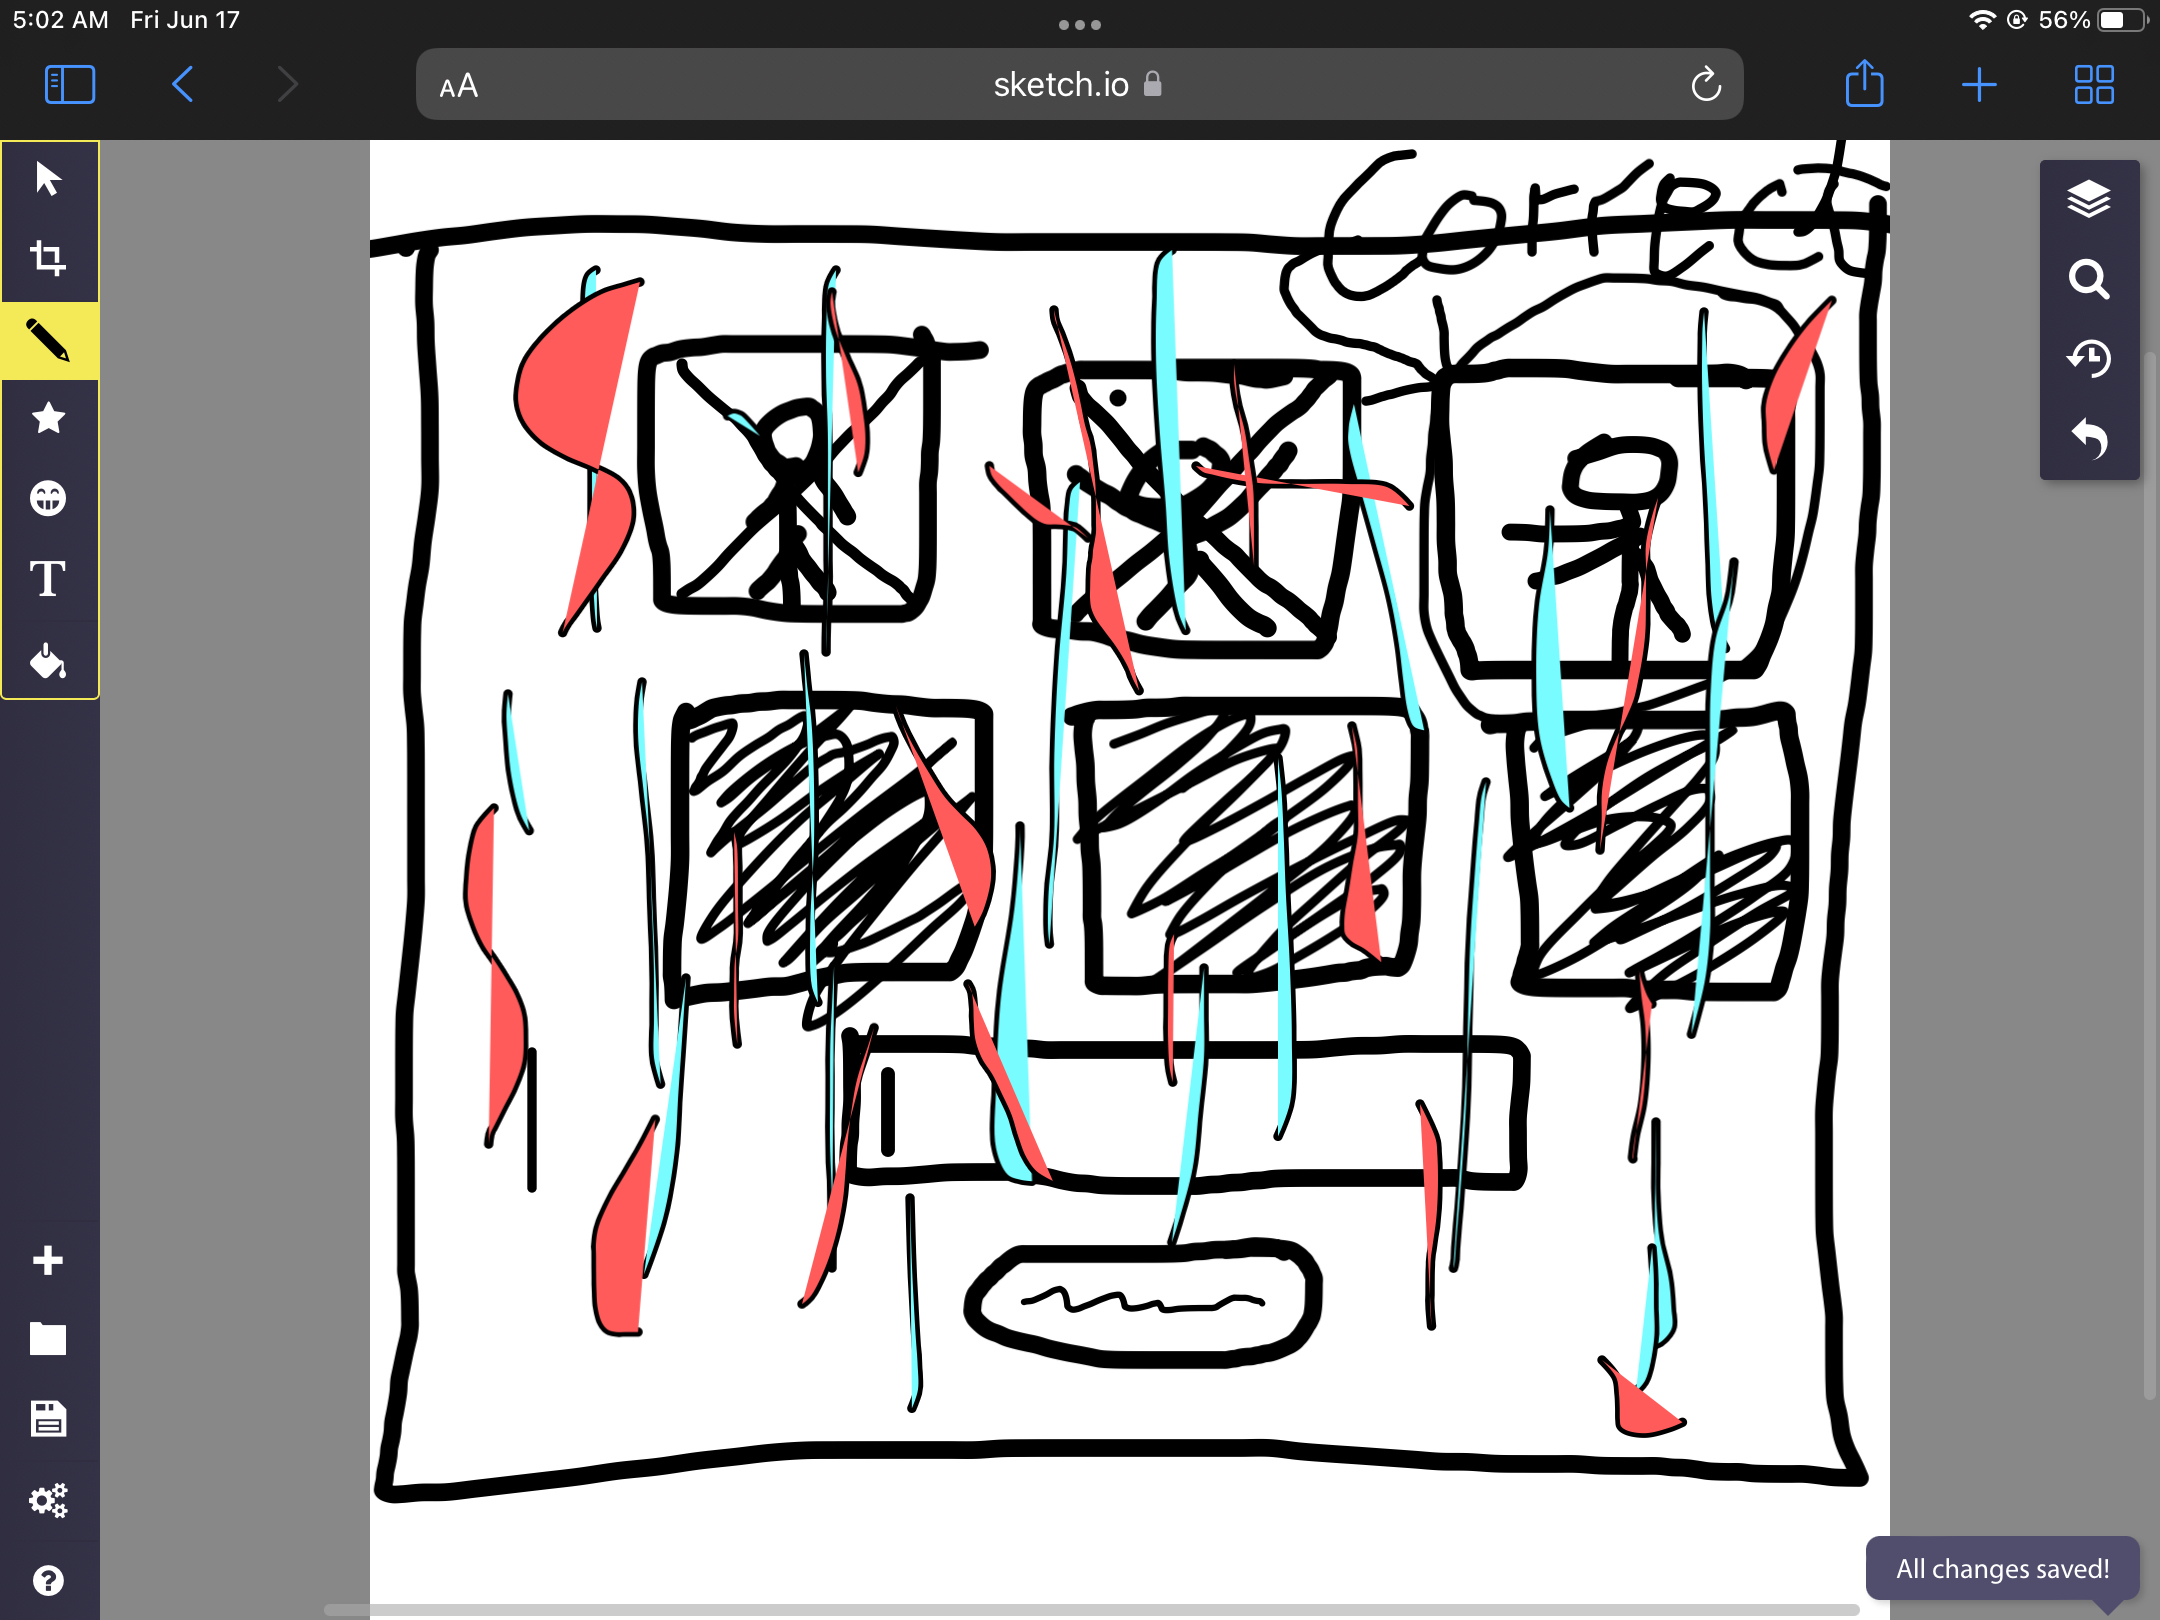 5:02 AM Fri Jun 17
56%
AA sketch.io
Correct
T
All changes saved!